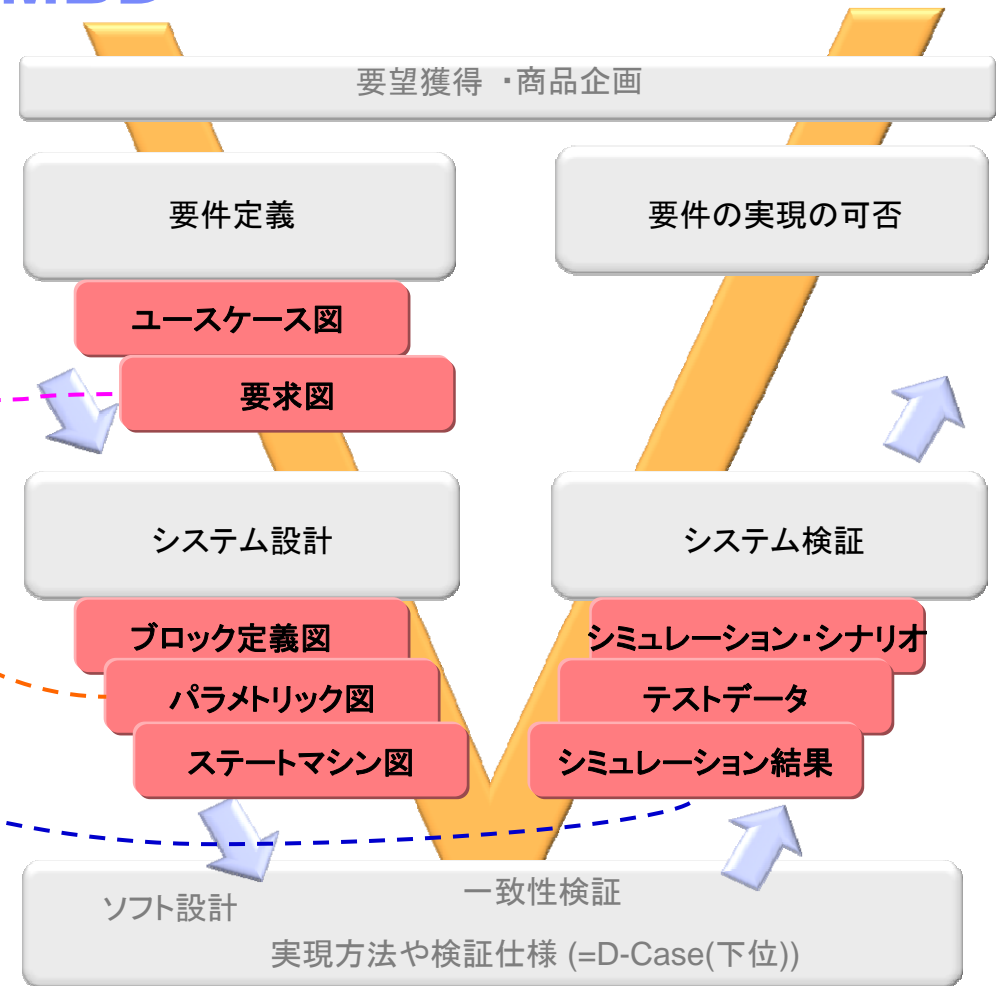 要望獲得 ・商品企画
要件定義
要件の実現の可否
ユースケース図
要求図
システム設計
システム検証
ブロック定義図
シミュレーション・シナリオ
パラメトリック図
テストデータ
ステートマシン図
シミュレーション結果
一致性検証
ソフト設計
実現方法や検証仕様 (=D-Case(下位))